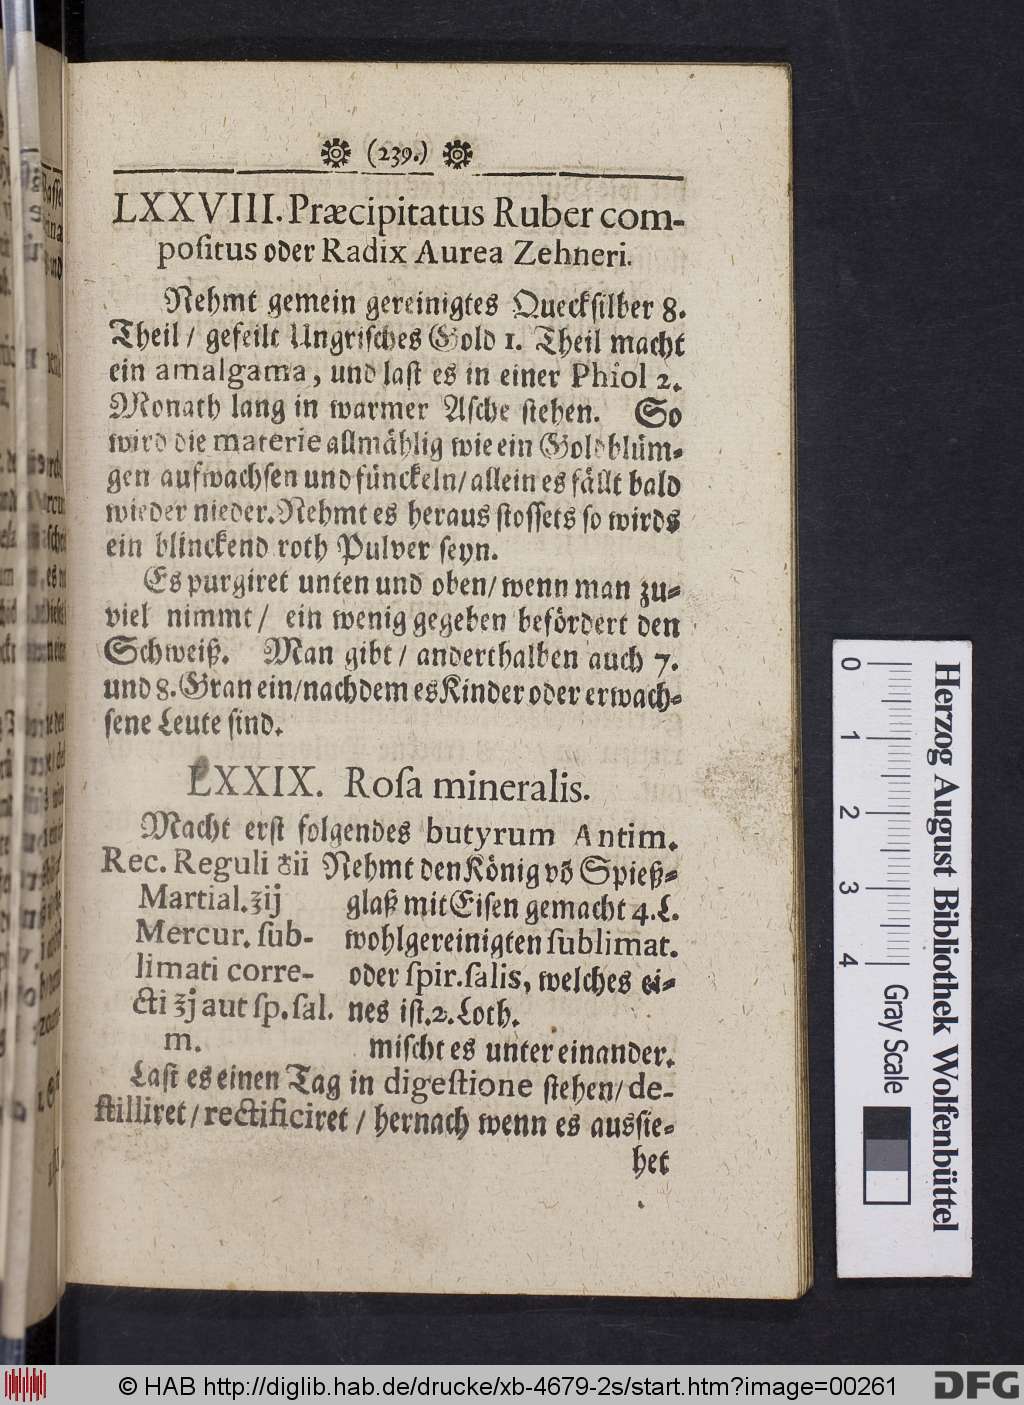 (239.)
LXXVIII. Præcipitatus Ruber com-
positus oder Radix Aurea Zehneri.
Nehmt gemein gereinigtes Quecksilber 8.
Theil / gefeilt Ungrisches Gold 1. Theil macht
ein amalgama, und last es in einer Phiol 2.
Monath lang in warmer Asche stehen. So
wird die materie allmåhlig wie ein Goldblům-
gen aufwachsen und fůnckeln / allein es fållt bald
wieder nieder. Nehmt es heraus stossets so wirds
ein blinckend roth Pulver seyn.
Es purgiret unten und oben / wenn man zu-
viel nimmt / ein wenig gegeben befördert den
Schweiß. Man gibt / anderthalben auch 7.
und 8. Gran ein / nachdem es Kinder oder erwach-
sene Leute sind.
LXXIX. Rosa mineralis.
Macht erst folgendes butyrum Antim.
Rec. Reguli ♁ii Nehmt den König võ Spieß-
Martial. ʒij glaß mit Eisen gemacht 4. L.
Mercur. sub- wohlgereinigten sublimat.
limati corre- oder spir. salis, welches ei-
cti ʒj aut sp. sal. nes ist. 2. Loth.
m. mischt es unter einander.
Last es einen Tag in digestione stehen / de-
stilliret / rectificiret / hernach wenn es aussie-
het
Herzog August Bibliothek Wolfenbüttel
0 1 2 3 4
Gray Scale
© HAB http://diglib.hab.de/drucke/xb-4679-2s/start.htm?image=00261
DFG